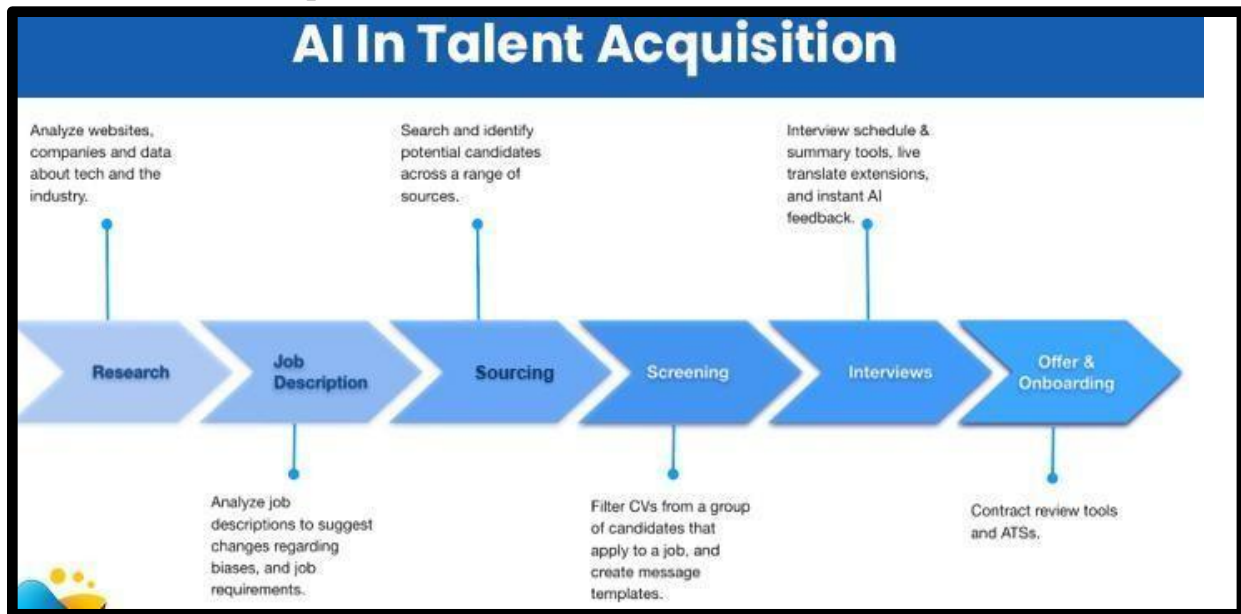 AI In Talent Acquisition
Analyze websites,
companies and data
about tech and the
industry.
Search and identify
potential candidates
across a range of
sources.
Interview schedule &
summary tools, live
translate extensions,
and instant AI
feedback.
Research
Job
Description
Sourcing
Screening
Interviews
Offer &
Onboarding
Analyze job
descriptions to suggest
changes regarding
biases, and job
requirements.
Filter CVs from a group
of candidates that
apply to a job, and
create message
templates.
Contract review tools
and ATSs.